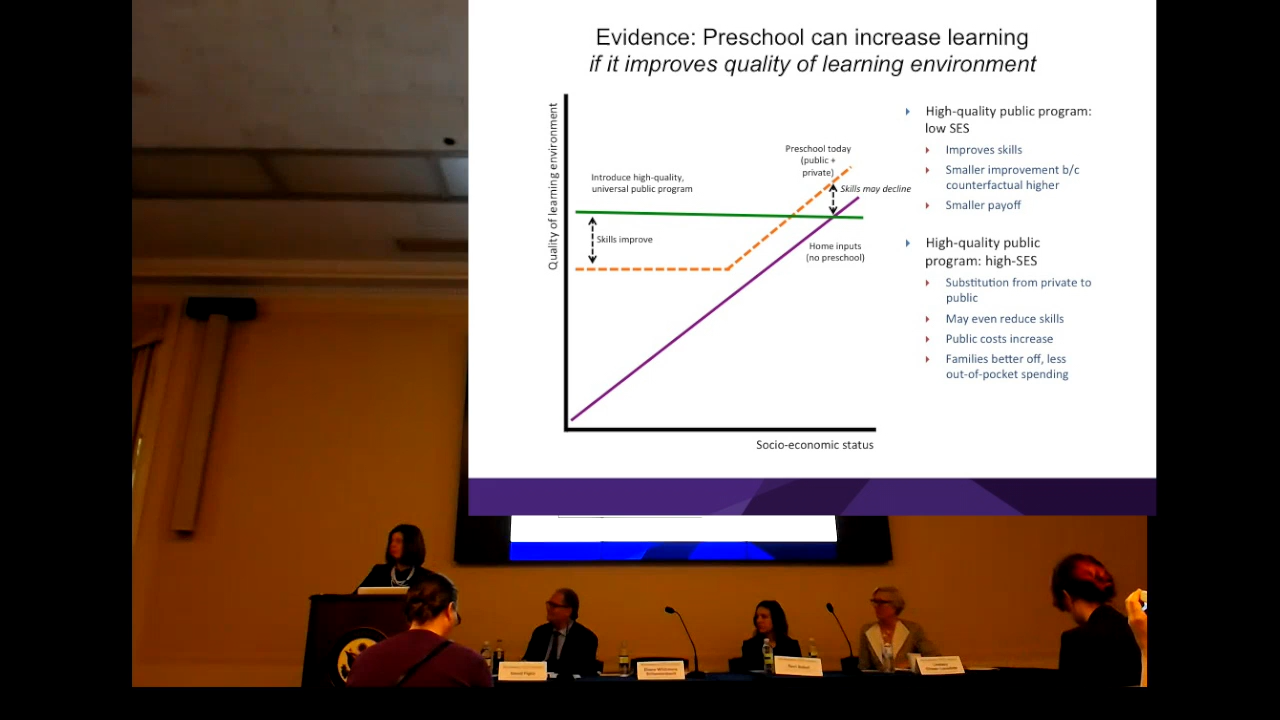 Evidence: Preschool can increase learning
if it improves quality of learning environment
Quality of learning environment
Preschool today
(public +
private)
Introduce high-quality,
universal public program
Skills may decline
Skills improve
Home inputs
(no preschool)
Socio-economic status
High-quality public program:
low SES
Improves skills
Smaller improvement b/c
counterfactual higher
Smaller payoff
High-quality public
program: high-SES
Substitution from private to
public
May even reduce skills
Public costs increase
Families better off, less
out-of-pocket spending
David Figlio